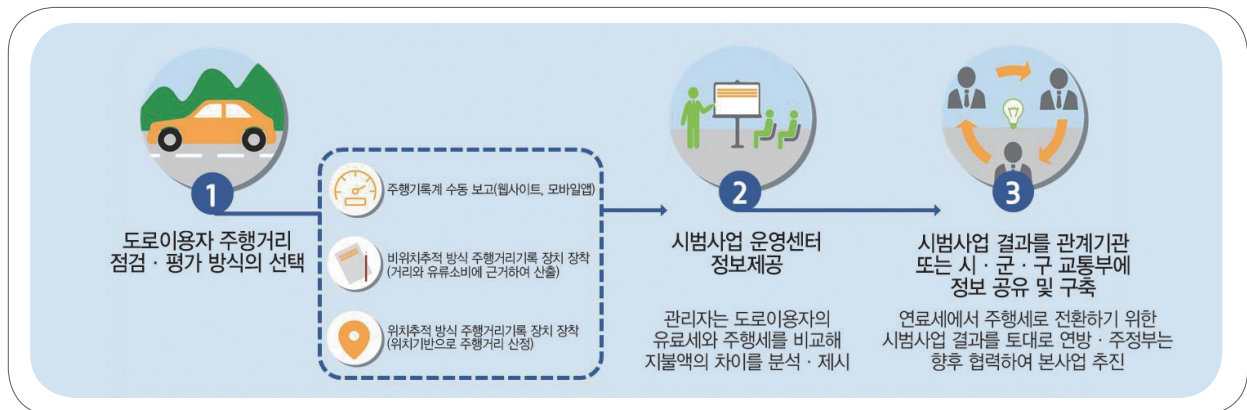 1
도로이용자 주행거리
점검 · 평가 방식의 선택
주행기록계 수동 보고(웹사이트, 모바일앱)
비위치추적 방식 주행거리기록 장치 장착
(거리와 유류소비에 근거하여 산출)
위치추적 방식 주행거리기록 장치 장착
(위치기반으로 주행거리 산정)
2
시범사업 운영센터
정보제공
관리자는 도로이용자의
유료세와 주행세를 비교해
지불액의 차이를 분석 · 제시
3
시범사업 결과를 관계기관
또는 시 · 군 · 구 교통부에
정보 공유 및 구축
연료세에서 주행세로 전환하기 위한
시범사업 결과를 토대로 연방 · 주정부는
향후 협력하여 본사업 추진